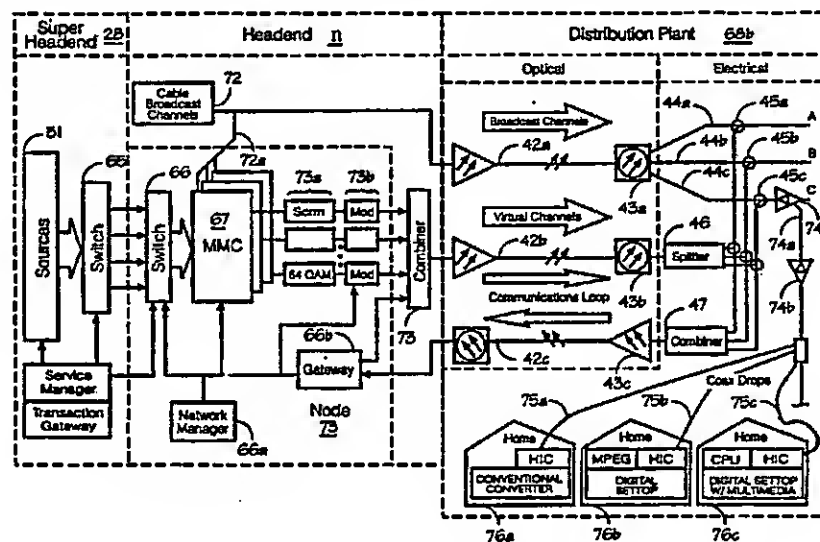 Super Headend 28
Headend n
Distribution Plant 68b
Optical
Electrical
Cable Broadcast Channels
72
72a
51
65
66
67
MMC
Sources
Switch
Switch
73a
73b
Scrm
Mod
64 QAM
Mod
Combiner
73
66b
Gateway
Node 73
Service Manager
Transaction Gateway
Network Manager
66a
Broadcast Channels
42a
43a
Virtual Channels
42b
43b
Communications Loop
42c
43c
44a
45a
A
44b
45b
B
44c
45c
C
74
74a
74b
46
Splitter
47
Combiner
Coax Drops
75a
75b
75c
Home
HIC
CONVENTIONAL CONVERTER
76a
Home
MPEG
HIC
DIGITAL SETTOP
76b
Home
CPU
HIC
DIGITAL SETTOP W/ MULTIMEDIA
76c